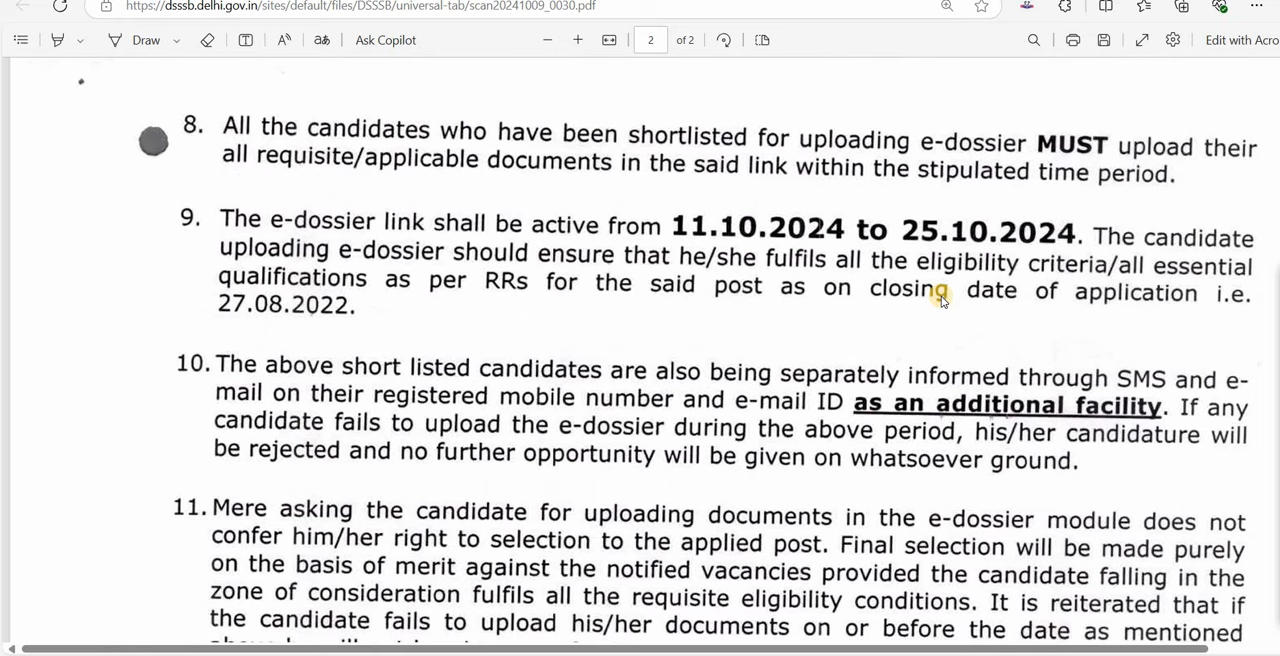 https://dsssb.delhi.gov.in/sites/default/files/DSSSB/universal-tab/scan20241009_0030.pdf
Draw
aあ
Ask Copilot
2 of 2
Edit with Acro
8. All the candidates who have been shortlisted for uploading e-dossier MUST upload their
all requisite/applicable documents in the said link within the stipulated time period.
9. The e-dossier link shall be active from 11.10.2024 to 25.10.2024. The candidate
uploading e-dossier should ensure that he/she fulfils all the eligibility criteria/all essential
qualifications as per RRs for the said post as on closing date of application i.e.
27.08.2022.
10. The above short listed candidates are also being separately informed through SMS and e-
mail on their registered mobile number and e-mail ID as an additional facility. If any
candidate fails to upload the e-dossier during the above period, his/her candidature will
be rejected and no further opportunity will be given on whatsoever ground.
11. Mere asking the candidate for uploading documents in the e-dossier module does not
confer him/her right to selection to the applied post. Final selection will be made purely
on the basis of merit against the notified vacancies provided the candidate falling in the
zone of consideration fulfils all the requisite eligibility conditions. It is reiterated that if
the candidate fails to upload his/her documents on or before the date as mentioned